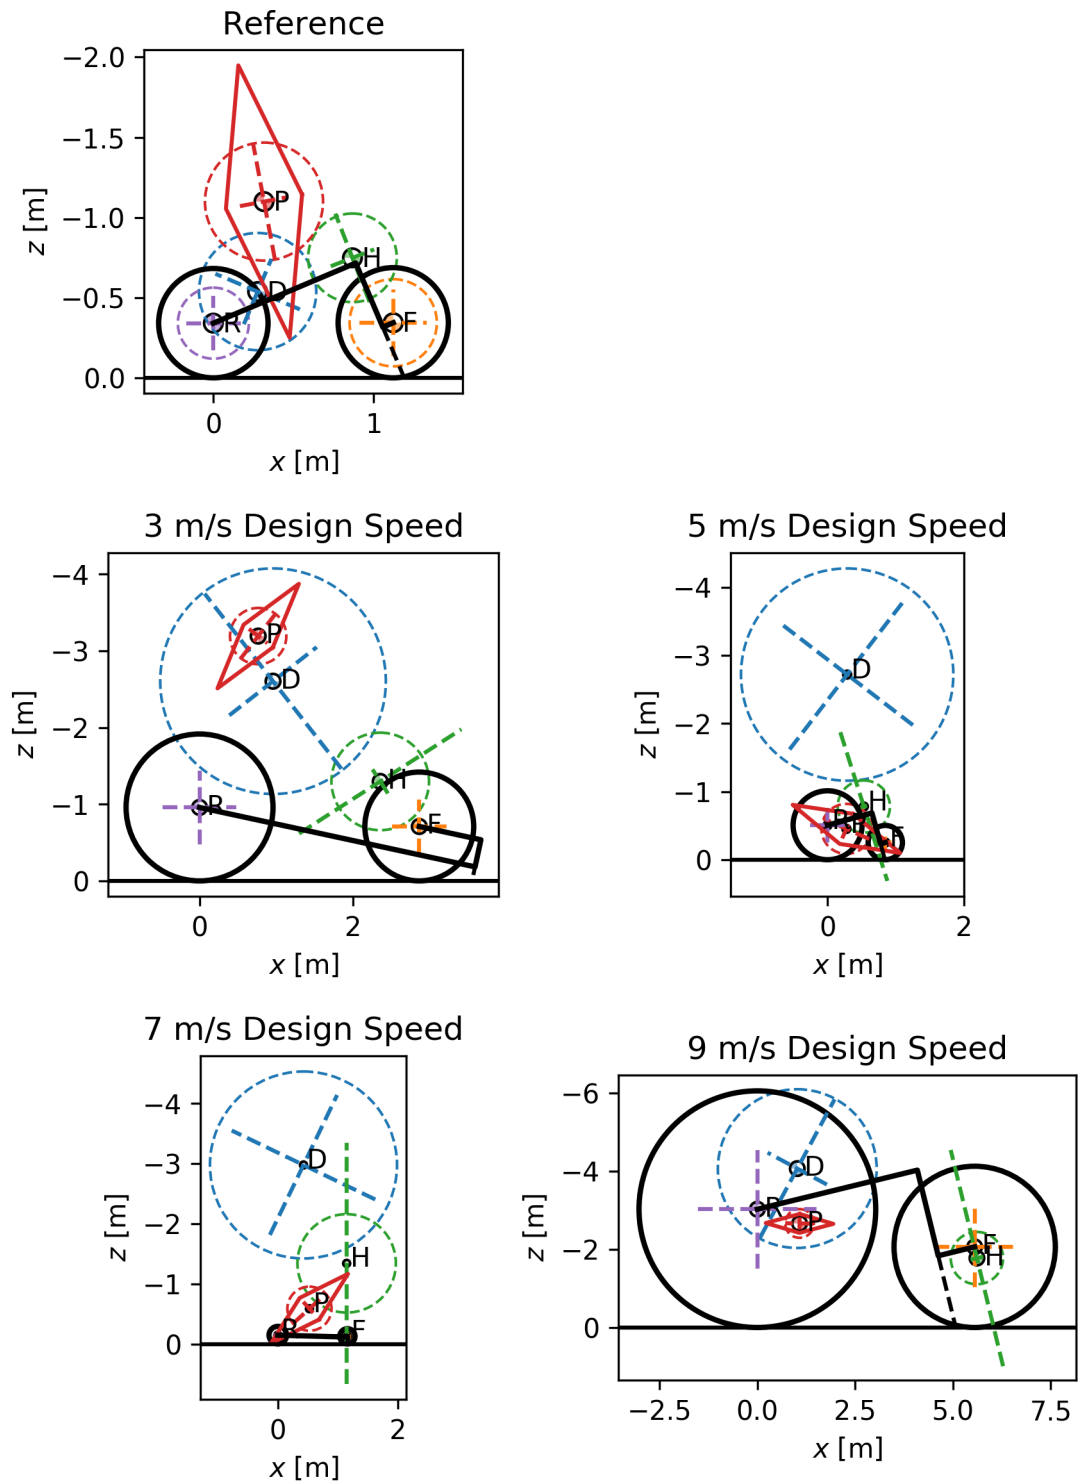 Reference
−2.0
−1.5
−1.0
−0.5
0.0
z [m]
P
H
D
R
F
0 1
x [m]
3 m/s Design Speed
−4
−3
−2
−1
0
z [m]
P
D
H
R
F
0 2
x [m]
5 m/s Design Speed
−4
−3
−2
−1
0
z [m]
D
H
R
P
F
0 2
x [m]
7 m/s Design Speed
−4
−3
−2
−1
0
z [m]
D
H
P
R
F
0 2
x [m]
9 m/s Design Speed
−6
−4
−2
0
z [m]
D
R
P
F
H
−2.5 0.0 2.5 5.0 7.5
x [m]